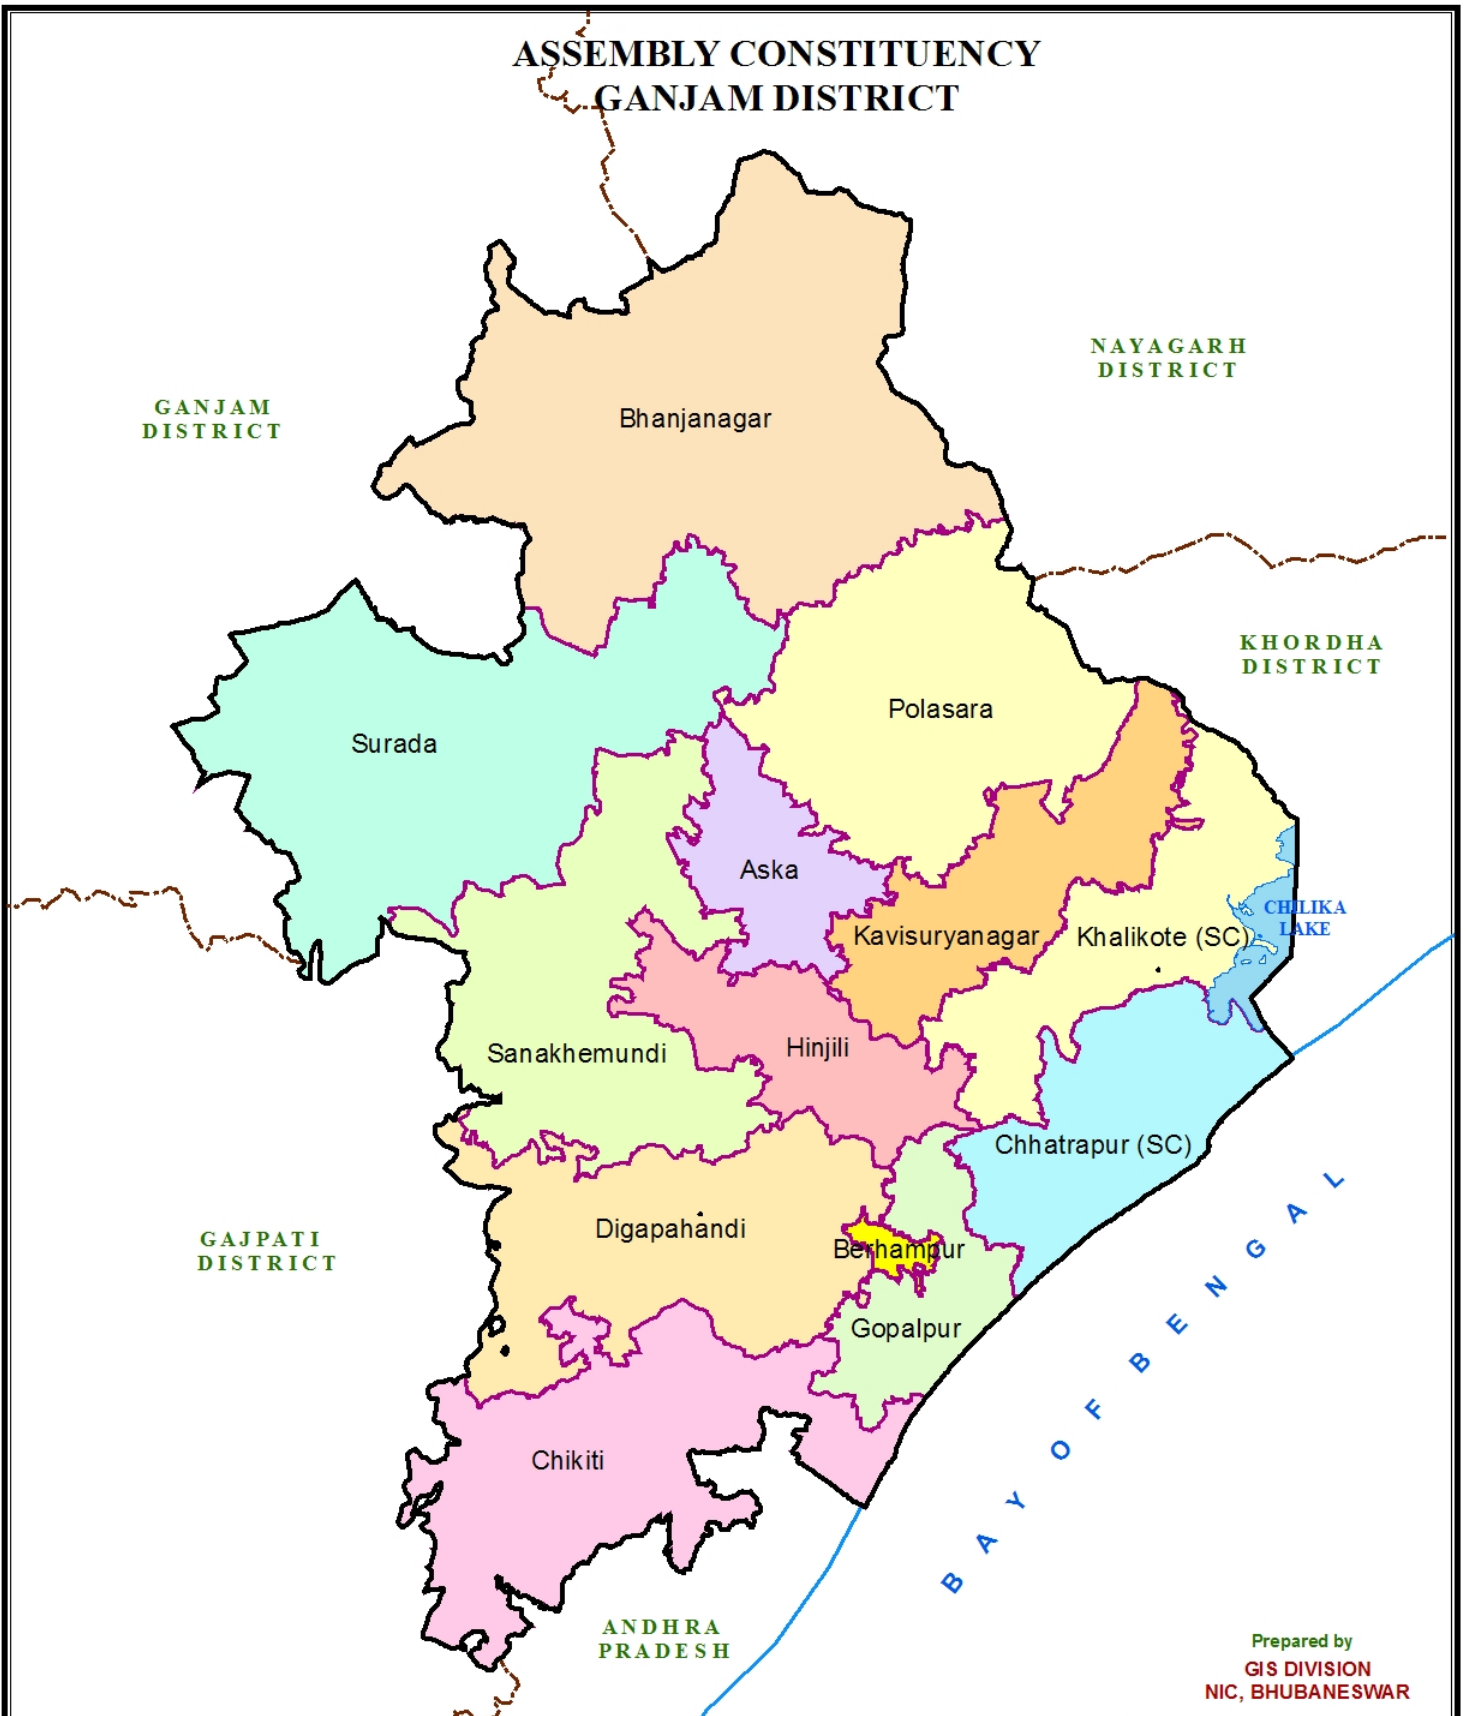 ASSEMBLY CONSTITUENCY
GANJAM DISTRICT
NAYAGARH
DISTRICT
GANJAM
DISTRICT
Bhanjanagar
KHORDHA
DISTRICT
Polasara
Surada
Aska
CHILIKA
LAKE
Kavisuryanagar
Khalikote (SC)
Hinjili
Sanakhemundi
Chhatrapur (SC)
Digapahandi
GAJPATI
DISTRICT
Berhampur
Gopalpur
BAY OF BENGAL
Chikiti
ANDHRA
PRADESH
Prepared by
GIS DIVISION
NIC, BHUBANESWAR